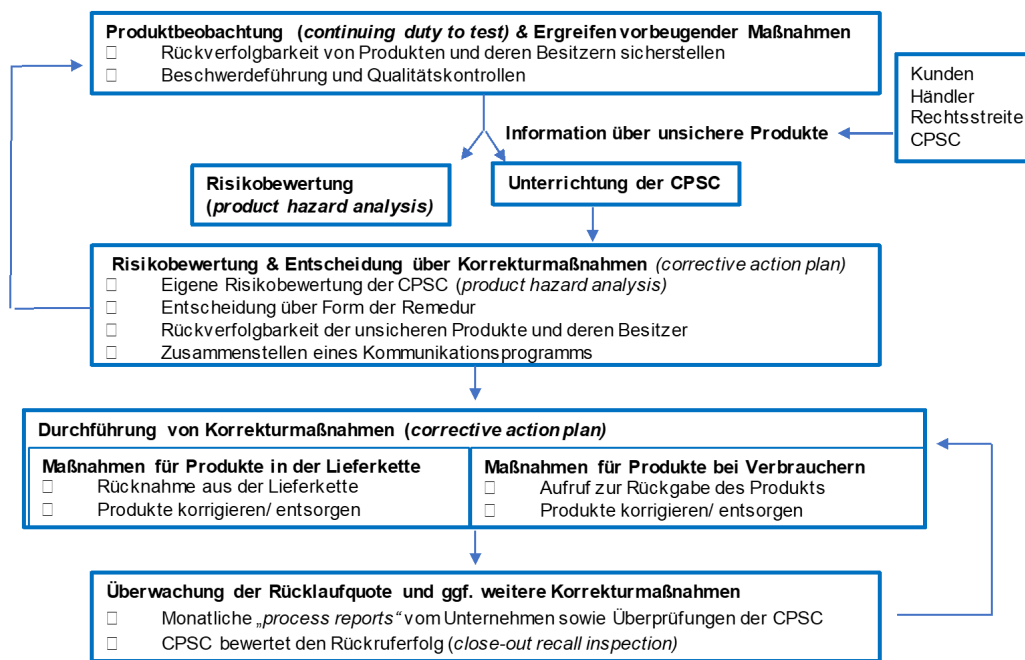 Produktbeobachtung (continuing duty to test) & Ergreifen vorbeugender Maßnahmen
Rückverfolgbarkeit von Produkten und deren Besitzern sicherstellen
Beschwerdeführung und Qualitätskontrollen
Kunden
Händler
Rechtsstreite
CPSC
Information über unsichere Produkte
Risikobewertung
(product hazard analysis)
Unterrichtung der CPSC
Risikobewertung & Entscheidung über Korrekturmaßnahmen (corrective action plan)
Eigene Risikobewertung der CPSC (product hazard analysis)
Entscheidung über Form der Remedur
Rückverfolgbarkeit der unsicheren Produkte und deren Besitzer
Zusammenstellen eines Kommunikationsprogramms
Durchführung von Korrekturmaßnahmen (corrective action plan)
Maßnahmen für Produkte in der Lieferkette
Rücknahme aus der Lieferkette
Produkte korrigieren/ entsorgen
Maßnahmen für Produkte bei Verbrauchern
Aufruf zur Rückgabe des Produkts
Produkte korrigieren/ entsorgen
Überwachung der Rücklaufquote und ggf. weitere Korrekturmaßnahmen
Monatliche „process reports“ vom Unternehmen sowie Überprüfungen der CPSC
CPSC bewertet den Rückruferfolg (close-out recall inspection)